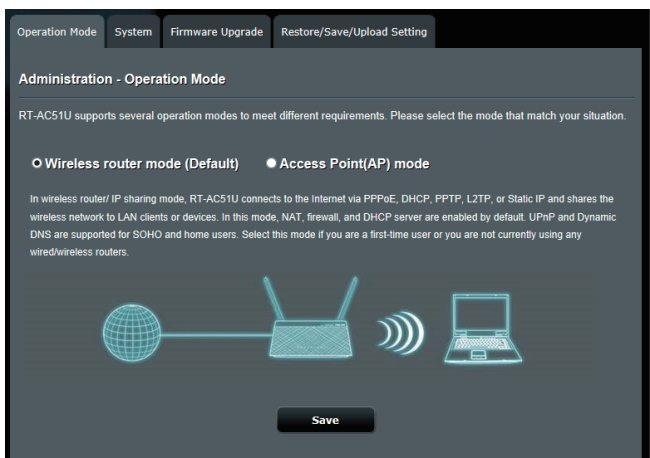 Operation Mode System Firmware Upgrade Restore/Save/Upload Setting
Administration - Operation Mode
RT-AC51U supports several operation modes to meet different requirements. Please select the mode that match your situation.
Wireless router mode (Default) Access Point(AP) mode
In wireless router/ IP sharing mode, RT-AC51U connects to the Internet via PPPoE, DHCP, PPTP, L2TP, or Static IP and shares the
wireless network to LAN clients or devices. In this mode, NAT, firewall, and DHCP server are enabled by default. UPnP and Dynamic
DNS are supported for SOHO and home users. Select this mode if you are a first-time user or you are not currently using any
wired/wireless routers.
Save